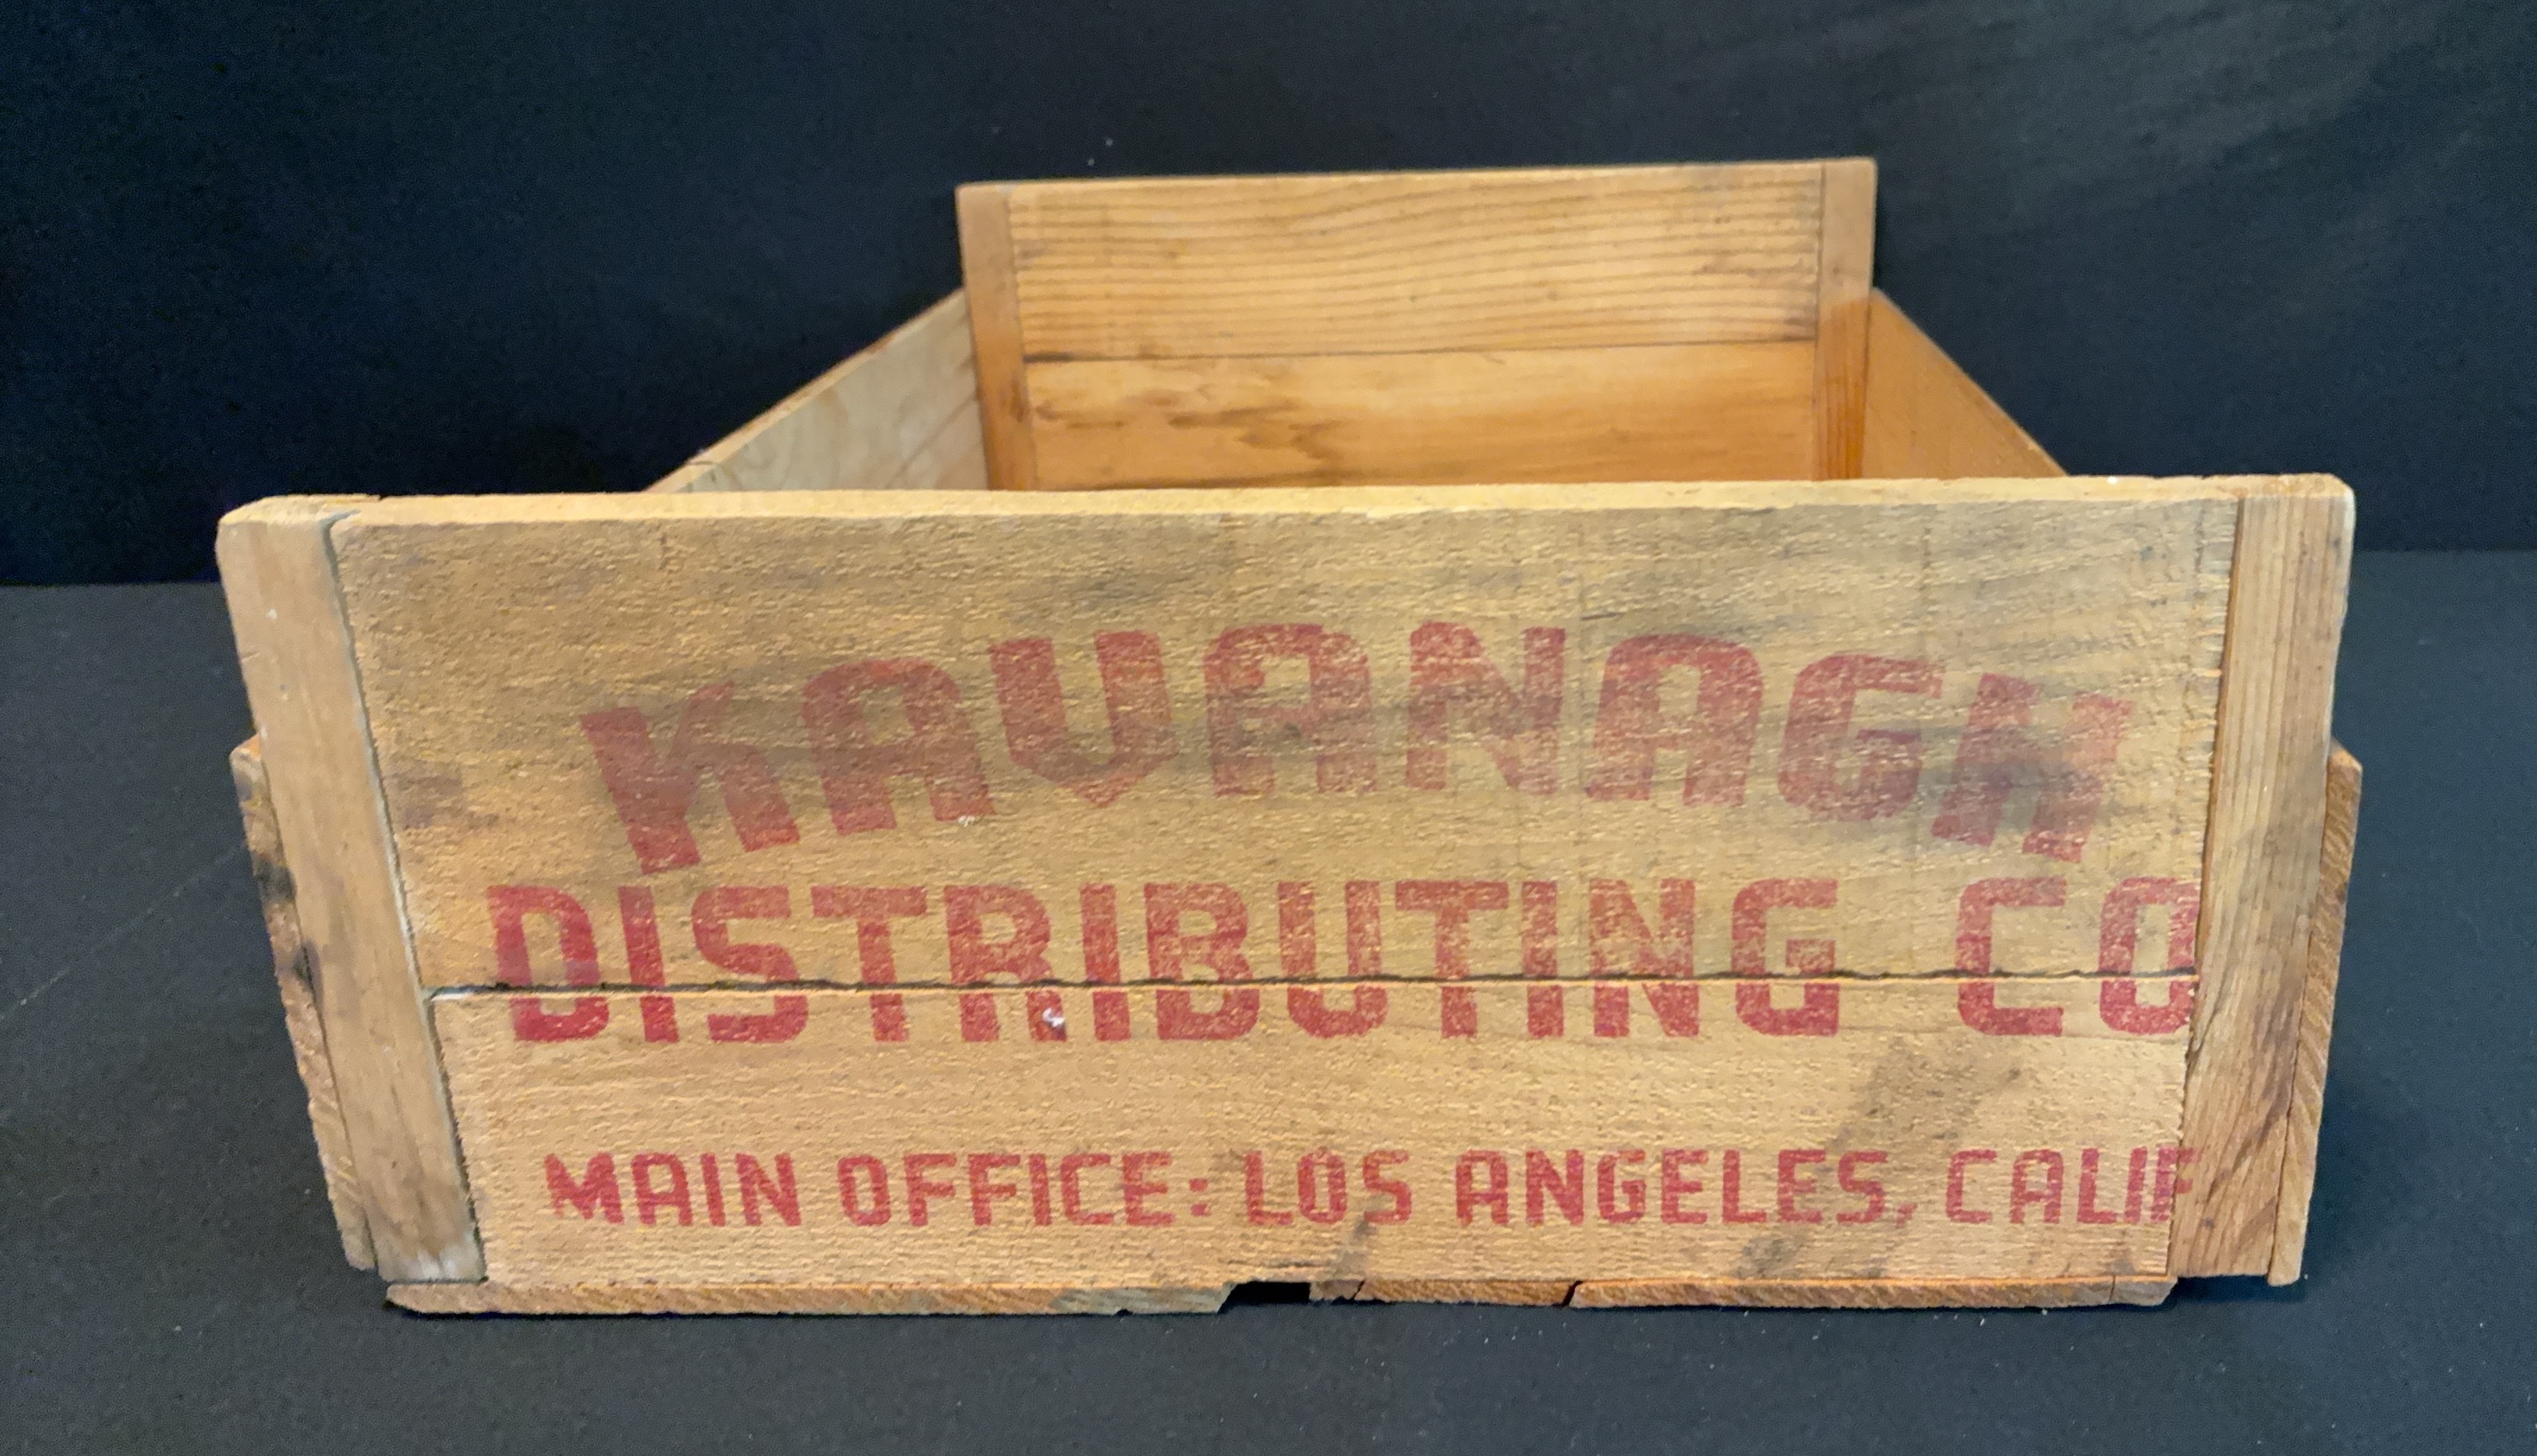 KAVANAGH
DISTRIBUTING CO
MAIN OFFICE: LOS ANGELES, CALIF